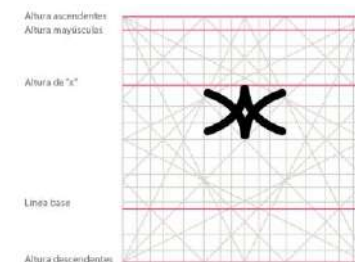 Altura ascendentes
Altura mayúsculas
Altura de "x"
Línea base
Altura descendentes